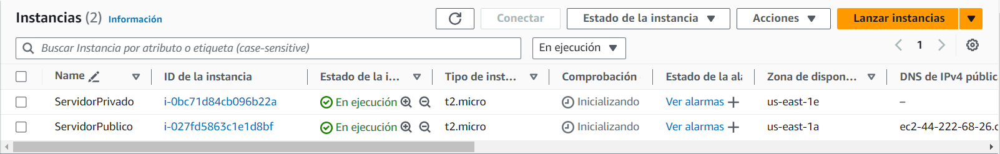 Instancias (2) Información Conectar Estado de la instancia Acciones Lanzar instancias
Buscar Instancia por atributo o etiqueta (case-sensitive) En ejecución 1
Name ID de la instancia Estado de la i... Tipo de inst... Comprobación Estado de la ala Zona de dispon... DNS de IPv4 público
ServidorPrivado i-0bc71d84cb096b22a En ejecución t2.micro Inicializando Ver alarmas us-east-1e –
ServidorPublico i-027fd5863c1e1d8bf En ejecución t2.micro Inicializando Ver alarmas us-east-1a ec2-44-222-68-26.c